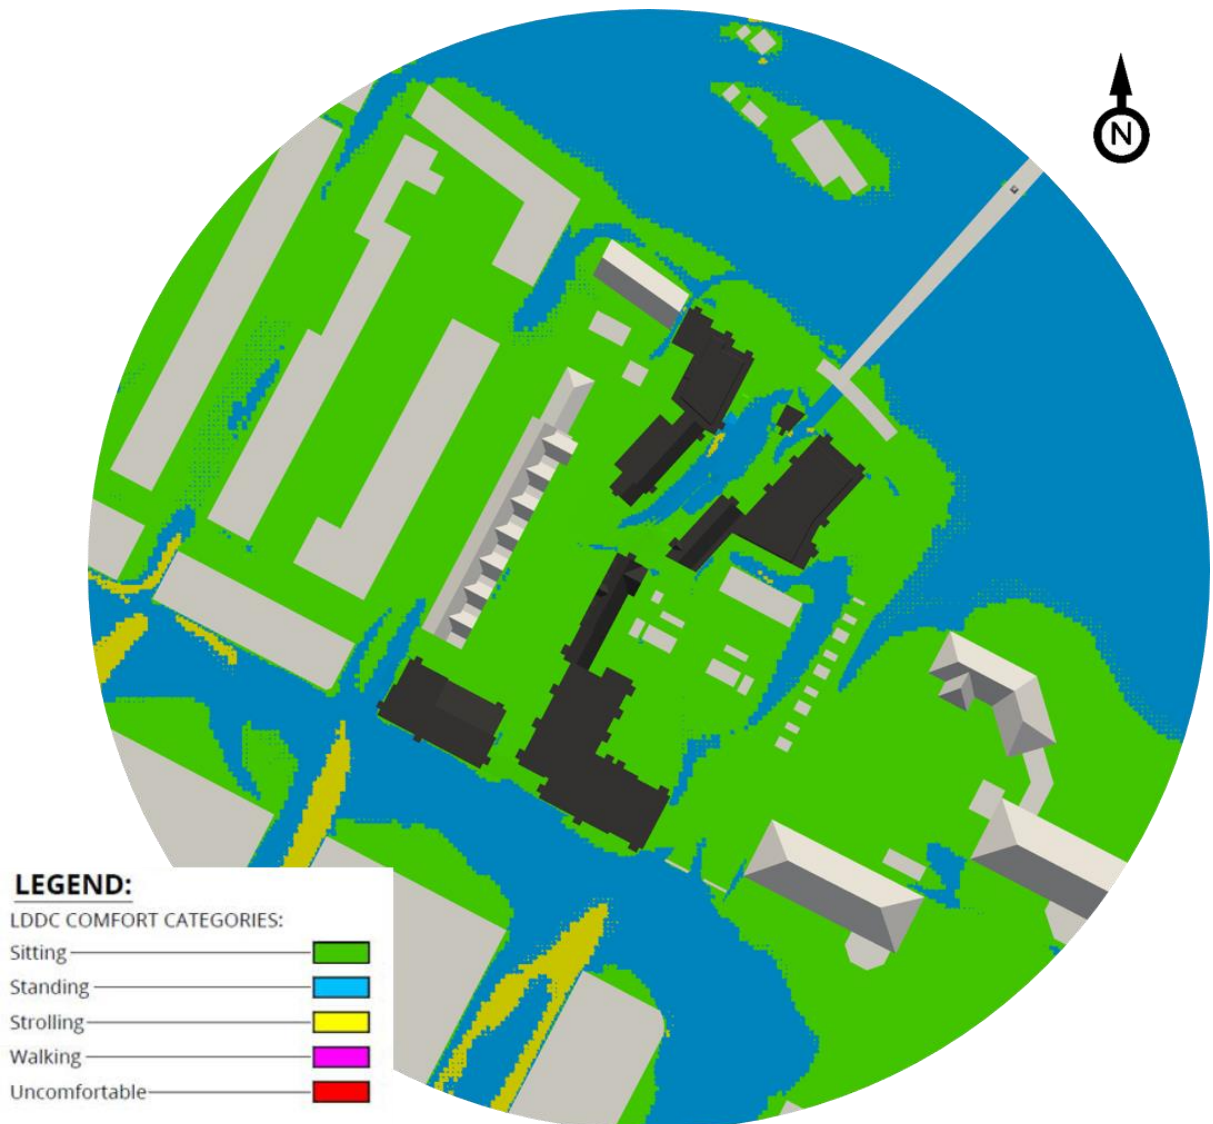 N
LEGEND:
LDDC COMFORT CATEGORIES:
Sitting
Standing
Strolling
Walking
Uncomfortable